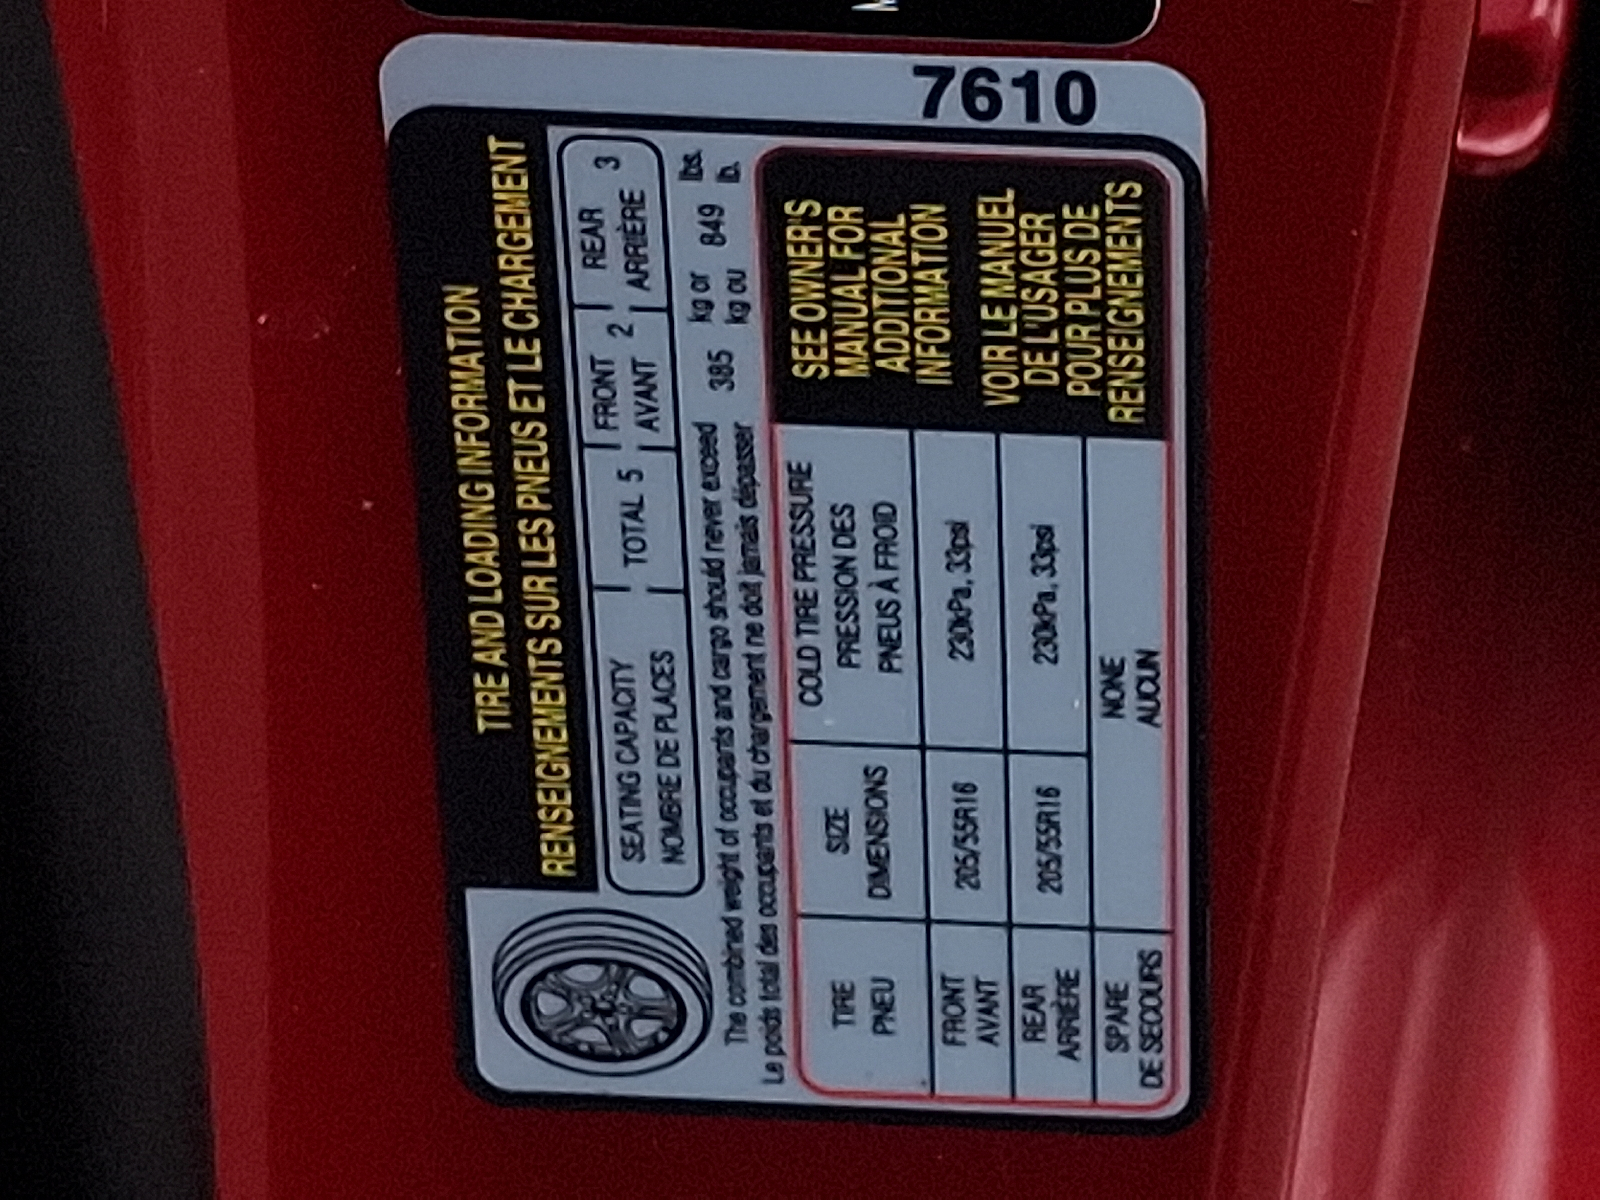 7610
TIRE AND LOADING INFORMATION
RENSEIGNEMENTS SUR LES PNEUS ET LE CHARGEMENT
SEATING CAPACITY
NOMBRE DE PLACES
TOTAL 5
FRONT
AVANT
2
REAR
ARRIÈRE
3
The combined weight of occupants and cargo should never exceed 385 kg or 849 lbs.
Le poids total des occupants et du chargement ne doit jamais dépasser kg ou lb.
TIRE
PNEU
SIZE
DIMENSIONS
COLD TIRE PRESSURE
PRESSION DES
PNEUS À FROID
FRONT
AVANT
205/55R16
230kPa, 33psi
REAR
ARRIÈRE
205/55R16
230kPa, 33psi
SPARE
DE SECOURS
NONE
AUCUN
SEE OWNER'S
MANUAL FOR
ADDITIONAL
INFORMATION
VOIR LE MANUEL
DE L'USAGER
POUR PLUS DE
RENSEIGNEMENTS